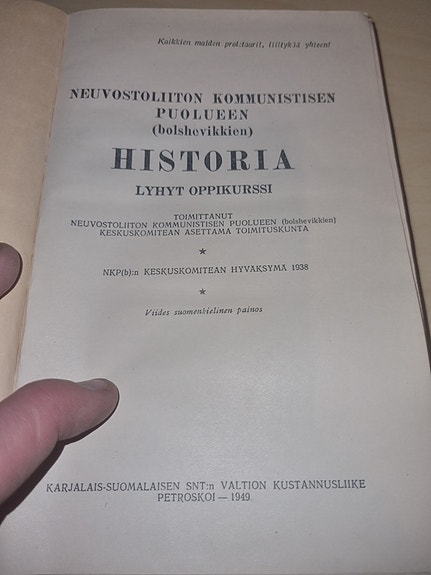 Kaikkien maiden proletaarit, liittykää yhteen!
NEUVOSTOLIITON KOMMUNISTISEN
PUOLUEEN
(bolshevikkien)
HISTORIA
LYHYT OPPIKURSSI
TOIMITTANUT
NEUVOSTOLIITON KOMMUNISTISEN PUOLUEEN (bolshevikkien)
KESKUSKOMITEAN ASETTAMA TOIMITUSKUNTA
★
NKP(b):n KESKUSKOMITEAN HYVÄKSYMÄ 1938
★
Viides suomenkielinen painos
KARJALAIS-SUOMALAISEN SNT:n VALTION KUSTANNUSLIIKE
PETROSKOI — 1949